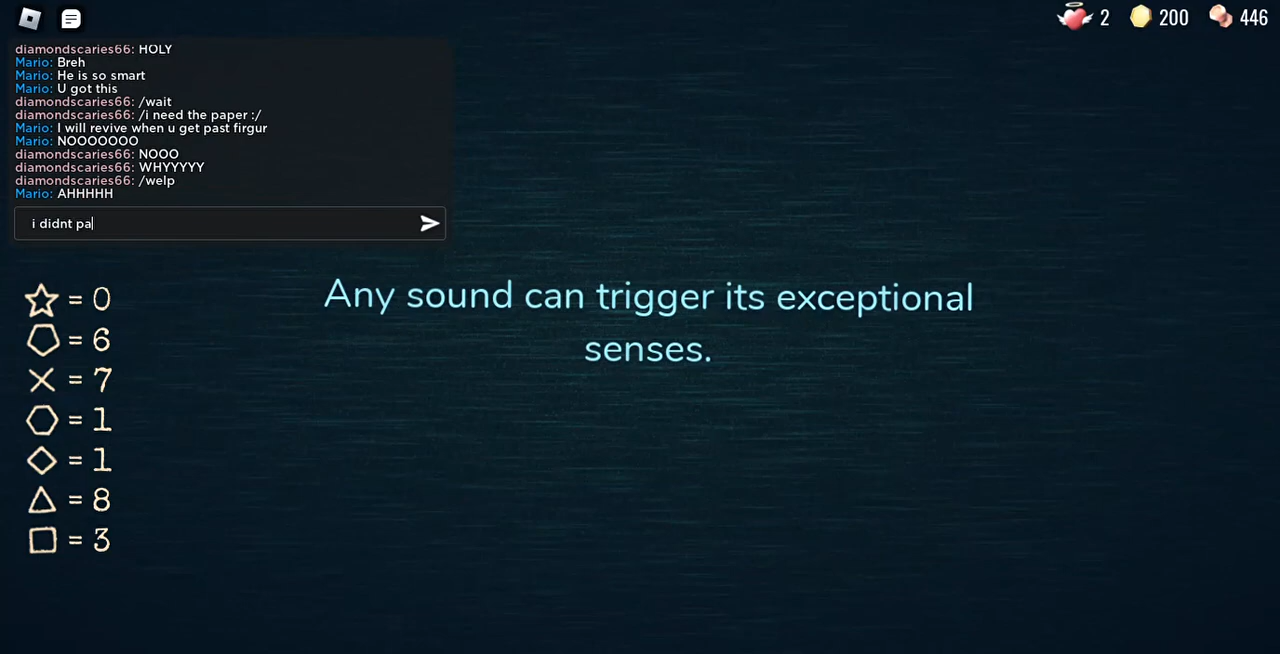 2 200 446
diamondscaries66: HOLY
Mario: Breh
Mario: He is so smart
Mario: U got this
diamondscaries66: /wait
diamondscaries66: /i need the paper :/
Mario: I will revive when u get past firgur
Mario: NOOOOOOO
diamondscaries66: NOOO
diamondscaries66: WHYYYYY
diamondscaries66: /welp
Mario: AHHHHH
i didnt pa
Any sound can trigger its exceptional
senses.
= 0
= 6
= 7
= 1
= 1
= 8
= 3